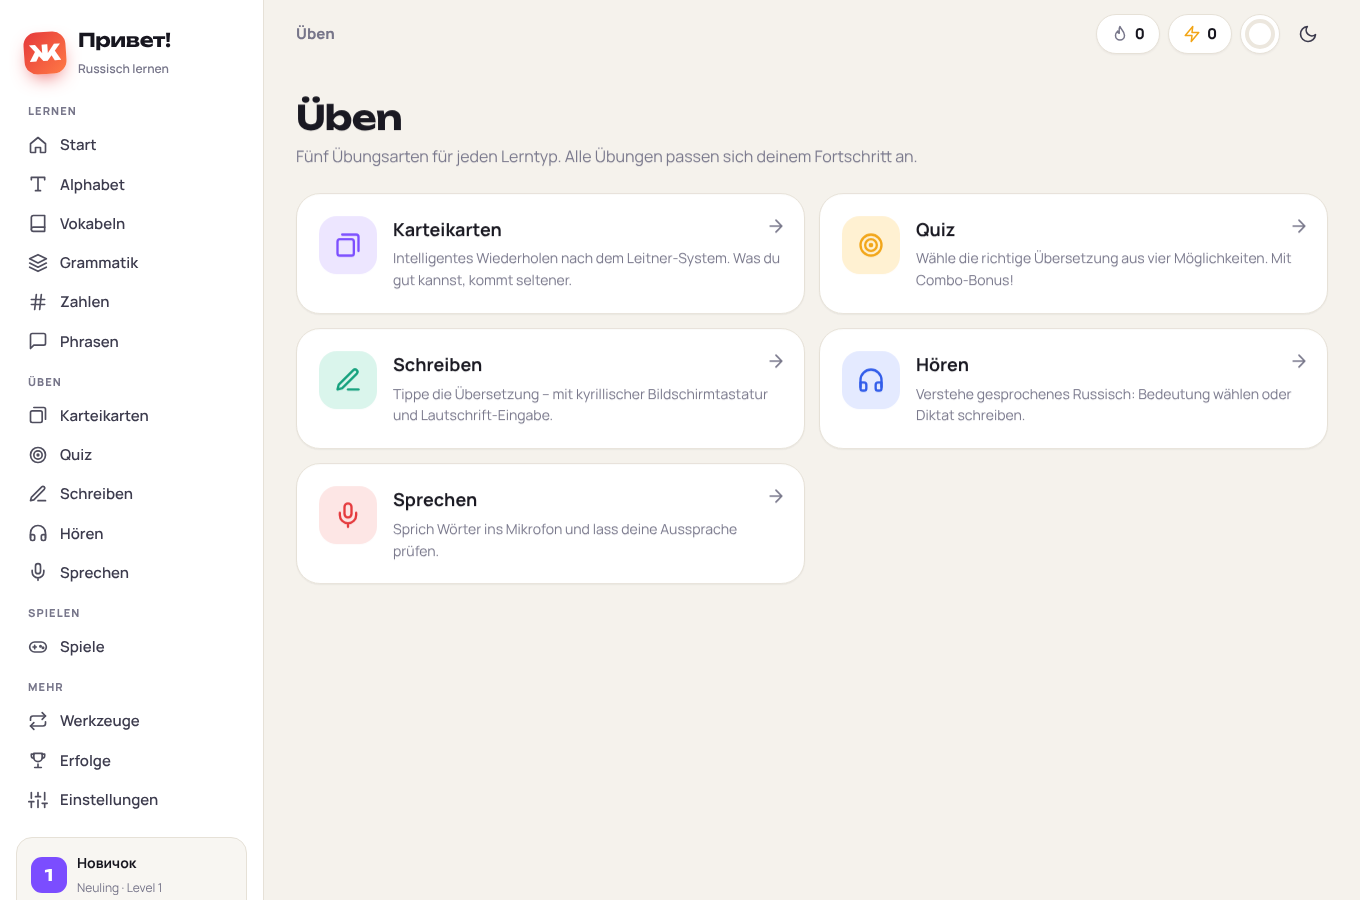 Ж
Привет!
Russisch lernen
LERNEN
Start
Alphabet
Vokabeln
Grammatik
Zahlen
Phrasen
ÜBEN
Karteikarten
Quiz
Schreiben
Hören
Sprechen
SPIELEN
Spiele
MEHR
Werkzeuge
Erfolge
Einstellungen
1
Новичок
Neuling · Level 1
Üben
0
0
Üben
Fünf Übungsarten für jeden Lerntyp. Alle Übungen passen sich deinem Fortschritt an.
Karteikarten
Intelligentes Wiederholen nach dem Leitner-System. Was du
gut kannst, kommt seltener.
Quiz
Wähle die richtige Übersetzung aus vier Möglichkeiten. Mit
Combo-Bonus!
Schreiben
Tippe die Übersetzung – mit kyrillischer Bildschirmtastatur
und Lautschrift-Eingabe.
Hören
Verstehe gesprochenes Russisch: Bedeutung wählen oder
Diktat schreiben.
Sprechen
Sprich Wörter ins Mikrofon und lass deine Aussprache
prüfen.